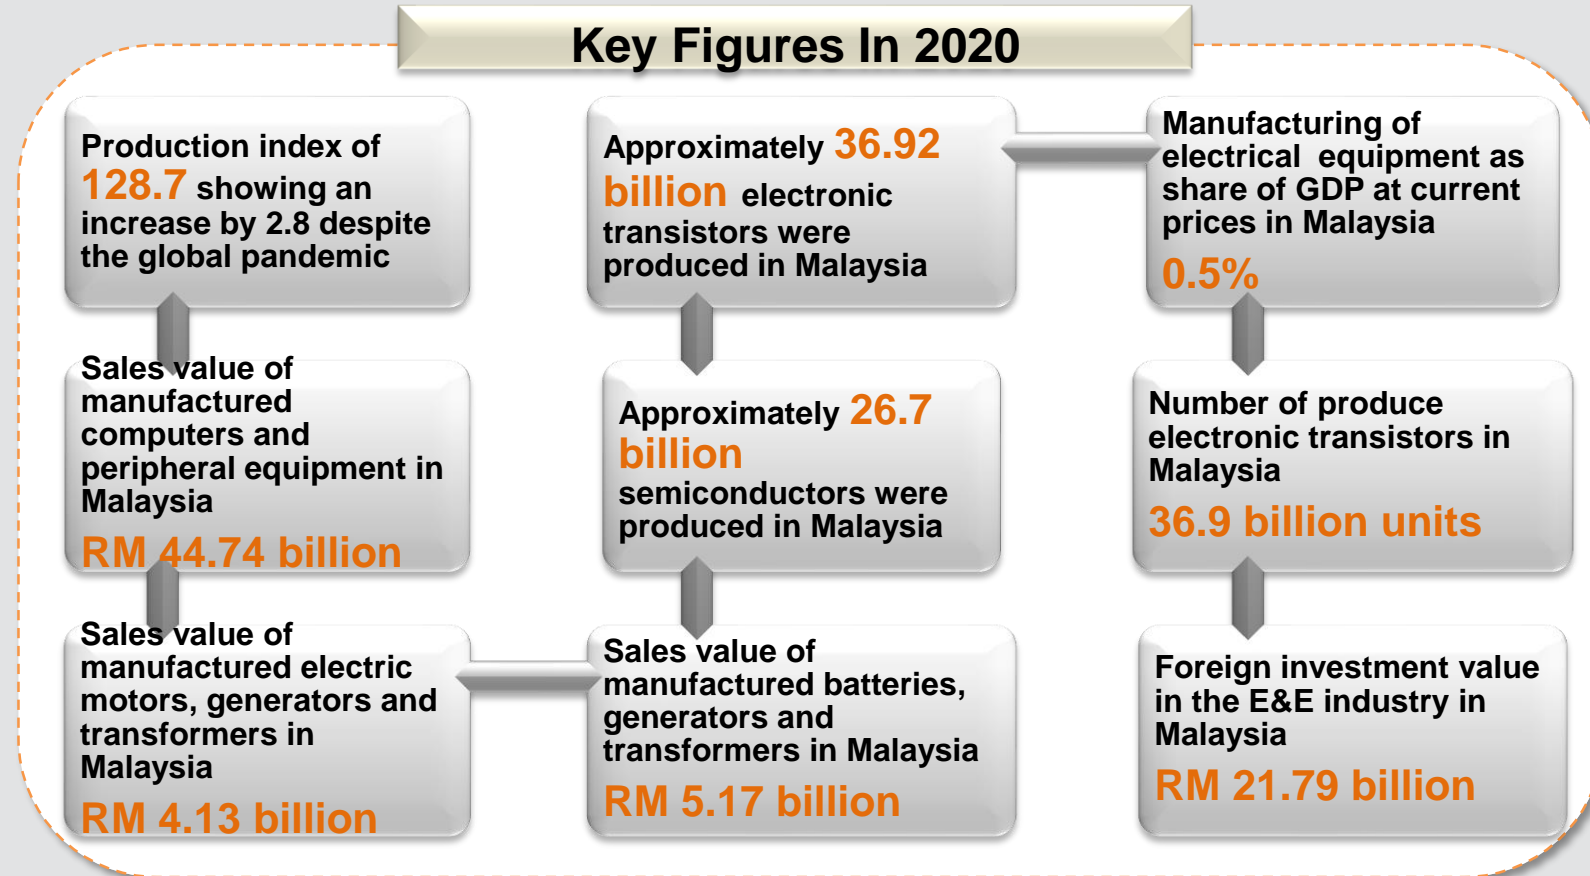 Key Figures In 2020
Production index of
128.7 showing an
increase by 2.8 despite
the global pandemic
Sales value of
manufactured
computers and
peripheral equipment in
Malaysia
RM 44.74 billion
Sales value of
manufactured electric
motors, generators and
transformers in
Malaysia
RM 4.13 billion
Sales value of
manufactured batteries,
generators and
transformers in Malaysia
RM 5.17 billion
Approximately 26.7
billion
semiconductors were
produced in Malaysia
Approximately 36.92
billion electronic
transistors were
produced in Malaysia
Manufacturing of
electrical equipment as
share of GDP at current
prices in Malaysia
0.5%
Number of produce
electronic transistors in
Malaysia
36.9 billion units
Foreign investment value
in the E&E industry in
Malaysia
RM 21.79 billion